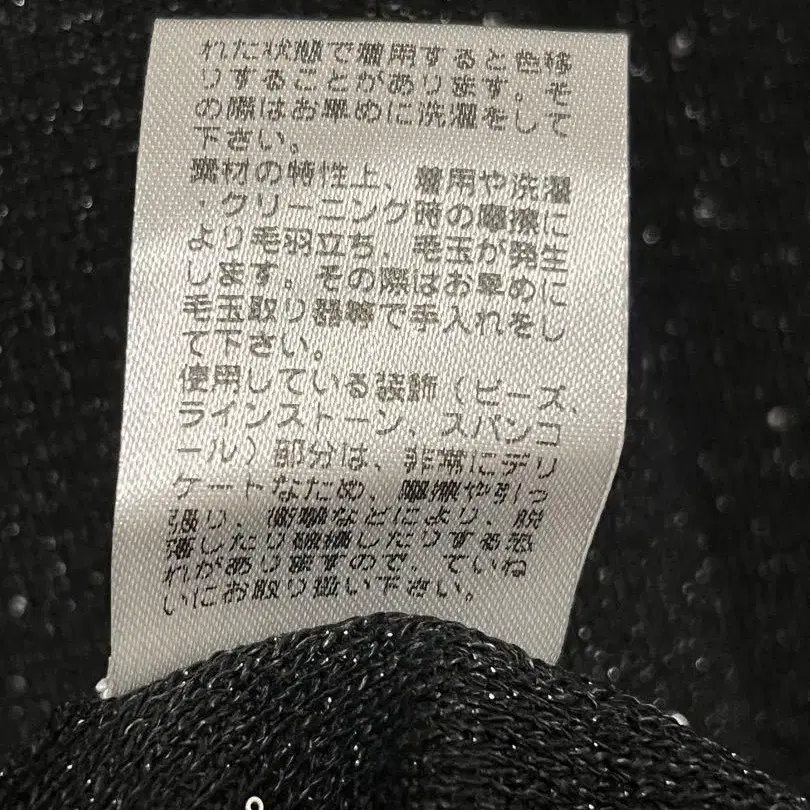 れた状態で着用すると色移
りすることがあります。そ
の際はお早めに洗濯をして
下さい。
素材の特性上、着用や洗濯
・クリーニング時の摩擦に
より毛羽立ち、毛玉が発生
します。その際はお早めに
毛玉取り器等で手入れをし
て下さい。
使用している装飾（ビーズ、
ラインストーン、スパンコ
ール）部分は、非常にデリ
ケートなため、摩擦や引っ
張り、衝撃などにより、脱
落したり破損したりする恐
れがありますので、ていね
いにお取り扱い下さい。